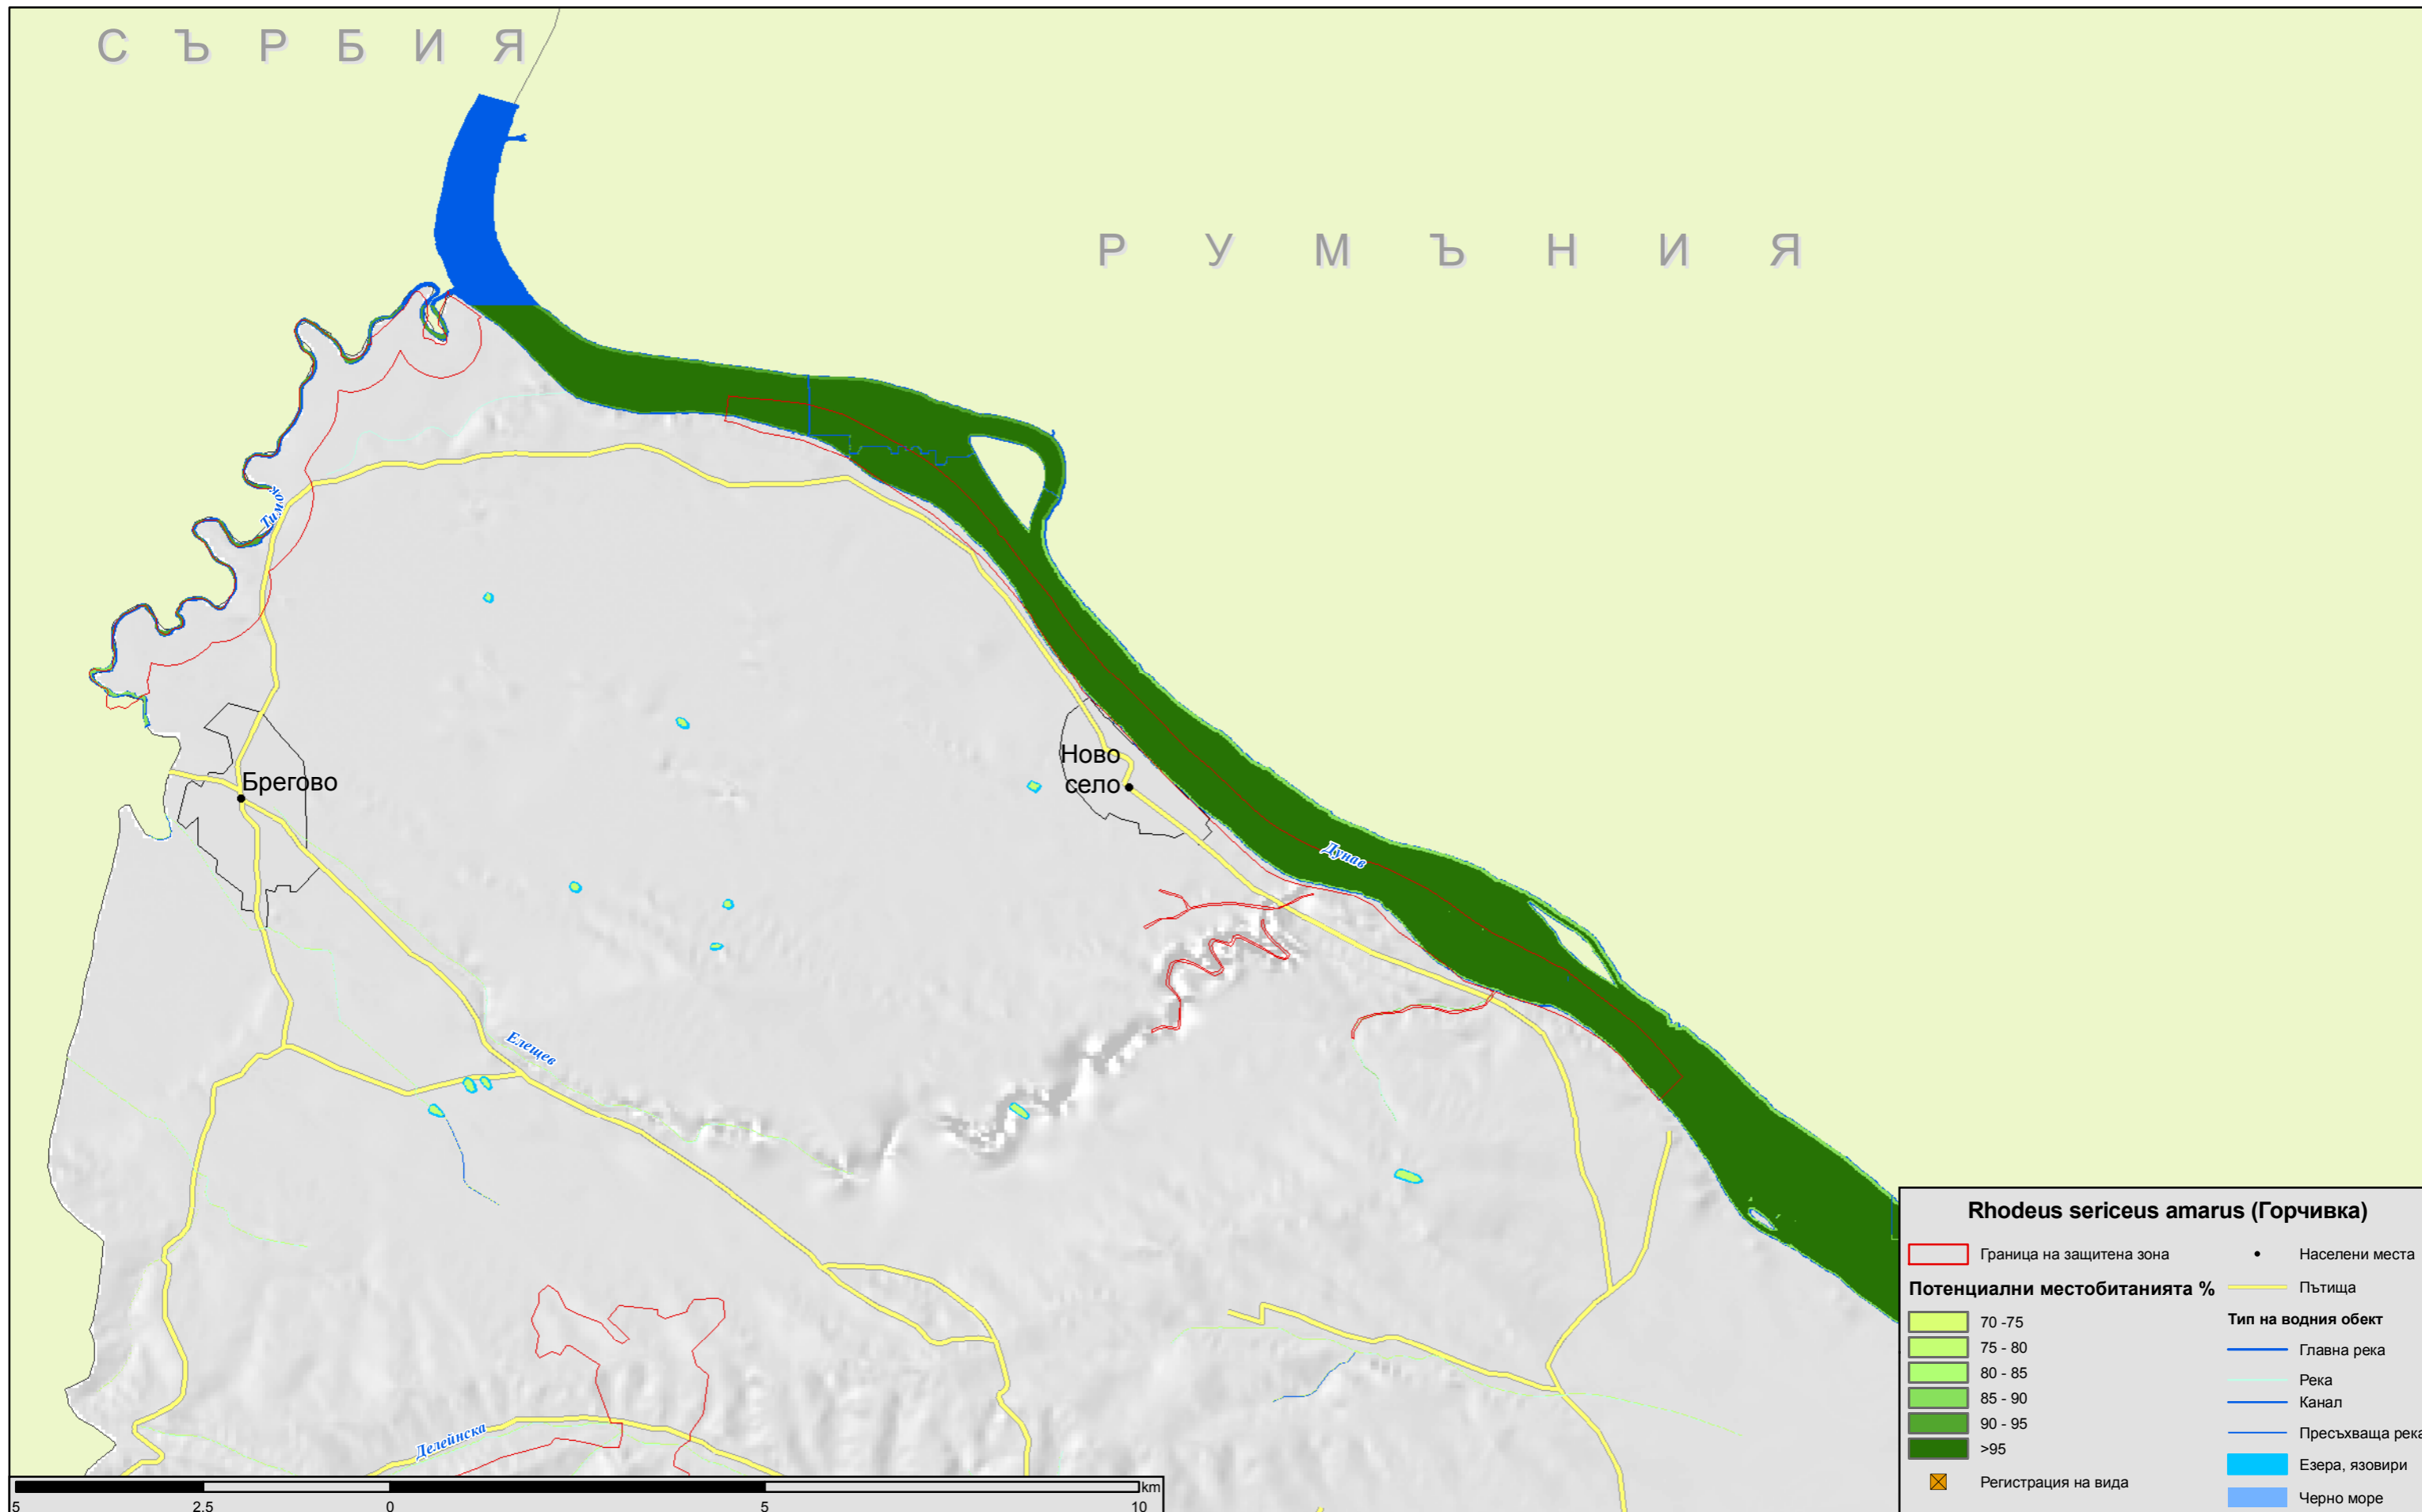 С Ъ Р Б И Я
Р У М Ъ Н И Я
Тимок
Брегово
Ново
село
Дунав
Елещев
Делейнска
Rhodeus sericeus amarus (Горчивка)
Граница на защитена зона
Потенциални местобитанията %
70 -75
75 - 80
80 - 85
85 - 90
90 - 95
>95
Регистрация на вида
Населени места
Пътища
Тип на водния обект
Главна река
Река
Канал
Пресъхваща река
Езера, язовири
Черно море
km
5 2,5 0 5 10